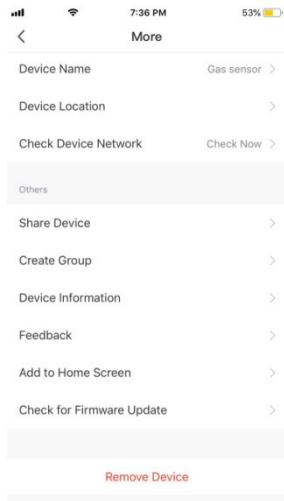 7:36 PM
53%
More
Device Name Gas sensor
Device Location
Check Device Network Check Now
Others
Share Device
Create Group
Device Information
Feedback
Add to Home Screen
Check for Firmware Update
Remove Device